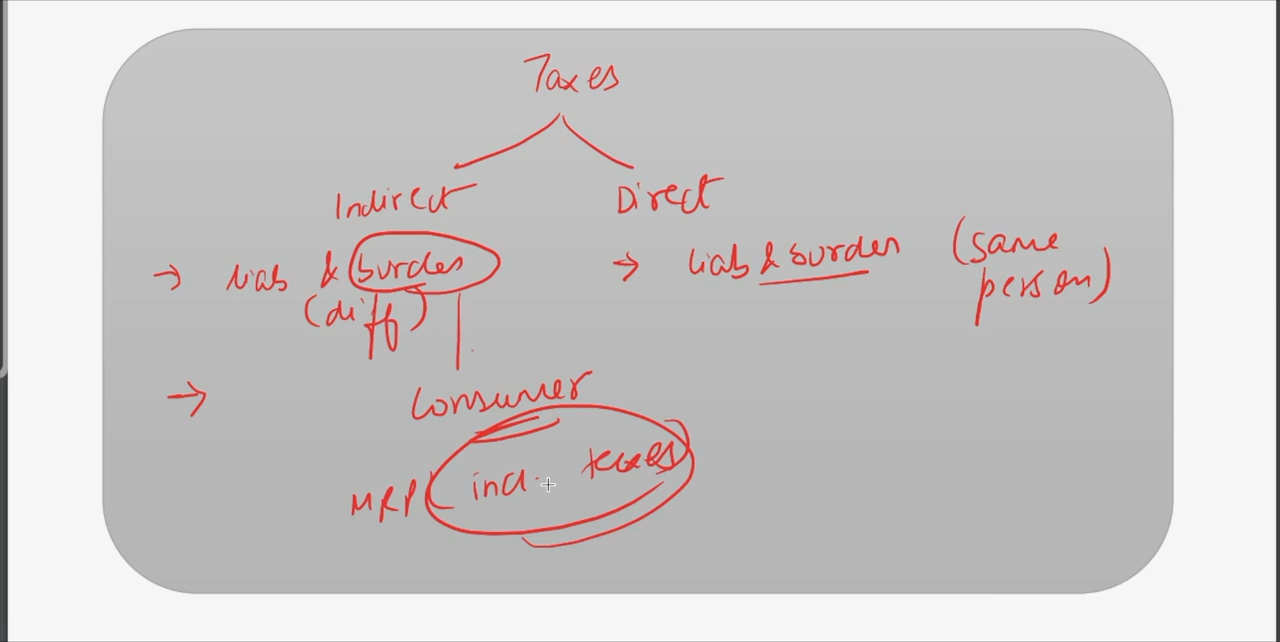 Taxes
Indirect Direct
→ liab & burden → liab & burden (same person)
(diff)
→ Consumer
MRP (incl. taxes)